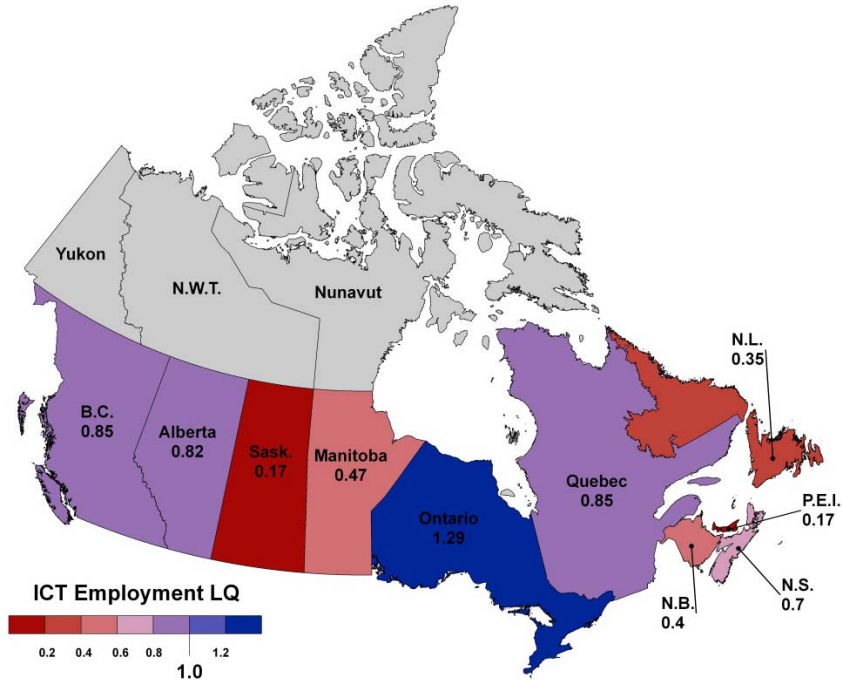 Yukon
N.W.T.
Nunavut
N.L.
0.35
B.C.
0.85
Alberta
0.82
Sask.
0.17
Manitoba
0.47
Ontario
1.29
Quebec
0.85
P.E.I.
0.17
N.S.
0.7
N.B.
0.4
ICT Employment LQ
0.2 0.4 0.6 0.8 1.2
1.0